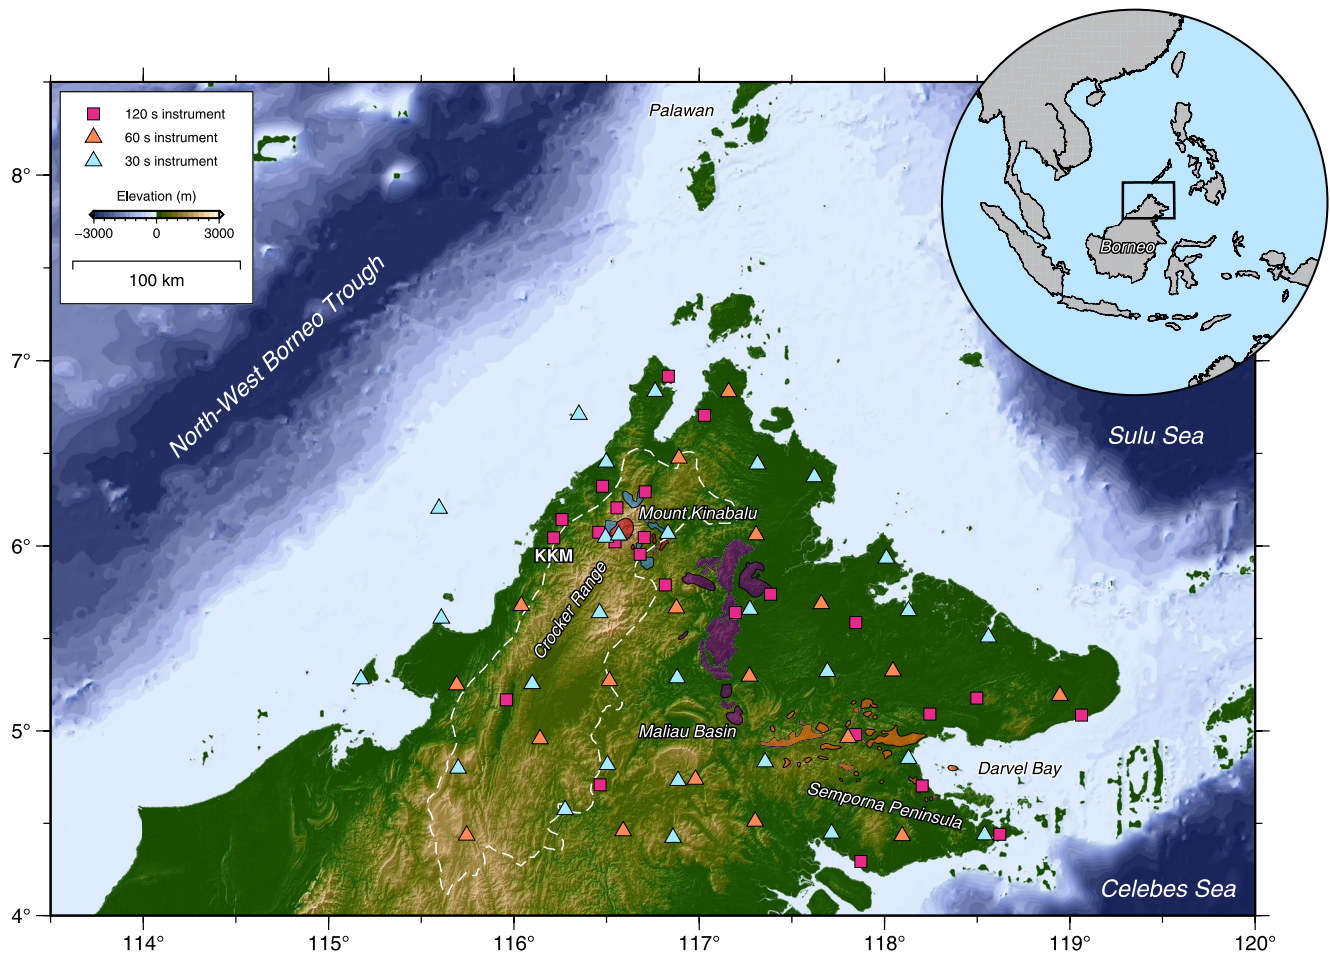 120 s instrument
60 s instrument
30 s instrument
Elevation (m)
−3000 0 3000
100 km
Palawan
Borneo
North-West Borneo Trough
Sulu Sea
Mount Kinabalu
KKM
Crocker Range
Maliau Basin
Darvel Bay
Semporna Peninsula
Celebes Sea
8°
7°
6°
5°
4°
114° 115° 116° 117° 118° 119° 120°